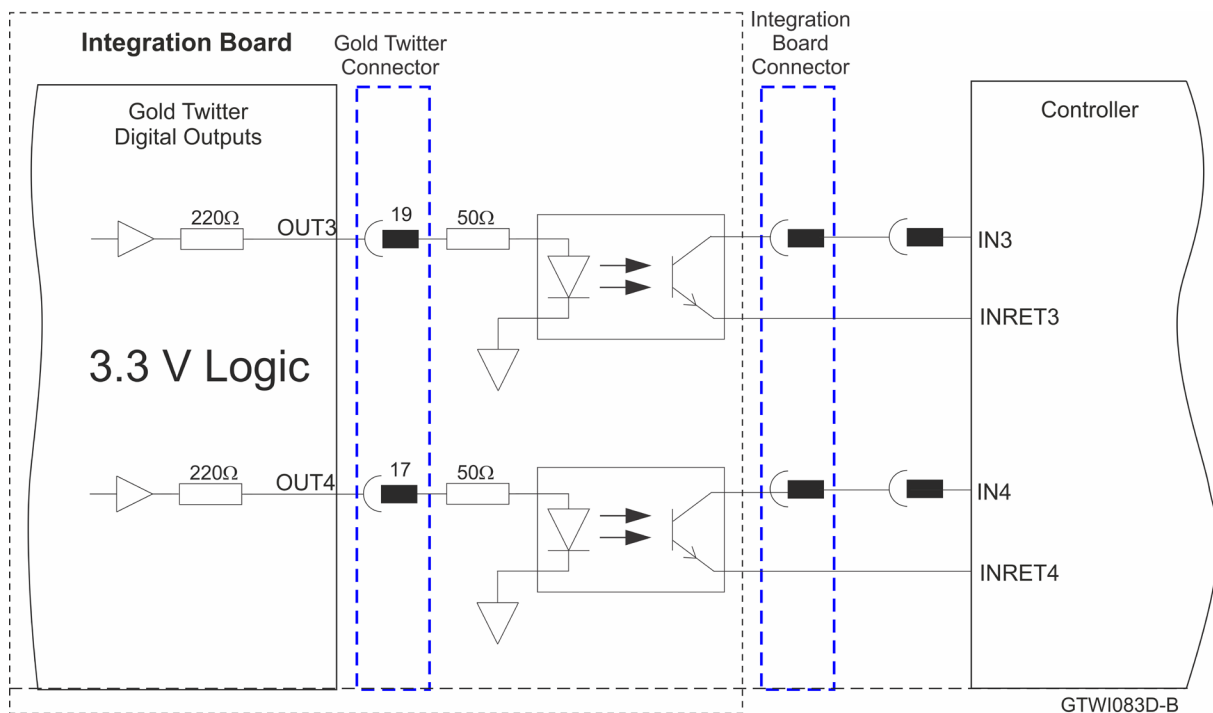 Integration Board
Gold Twitter
Connector
Integration
Board
Connector
Gold Twitter
Digital Outputs
Controller
220Ω
OUT3
19
50Ω
IN3
INRET3
3.3 V Logic
220Ω
OUT4
17
50Ω
IN4
INRET4
GTWI083D-B